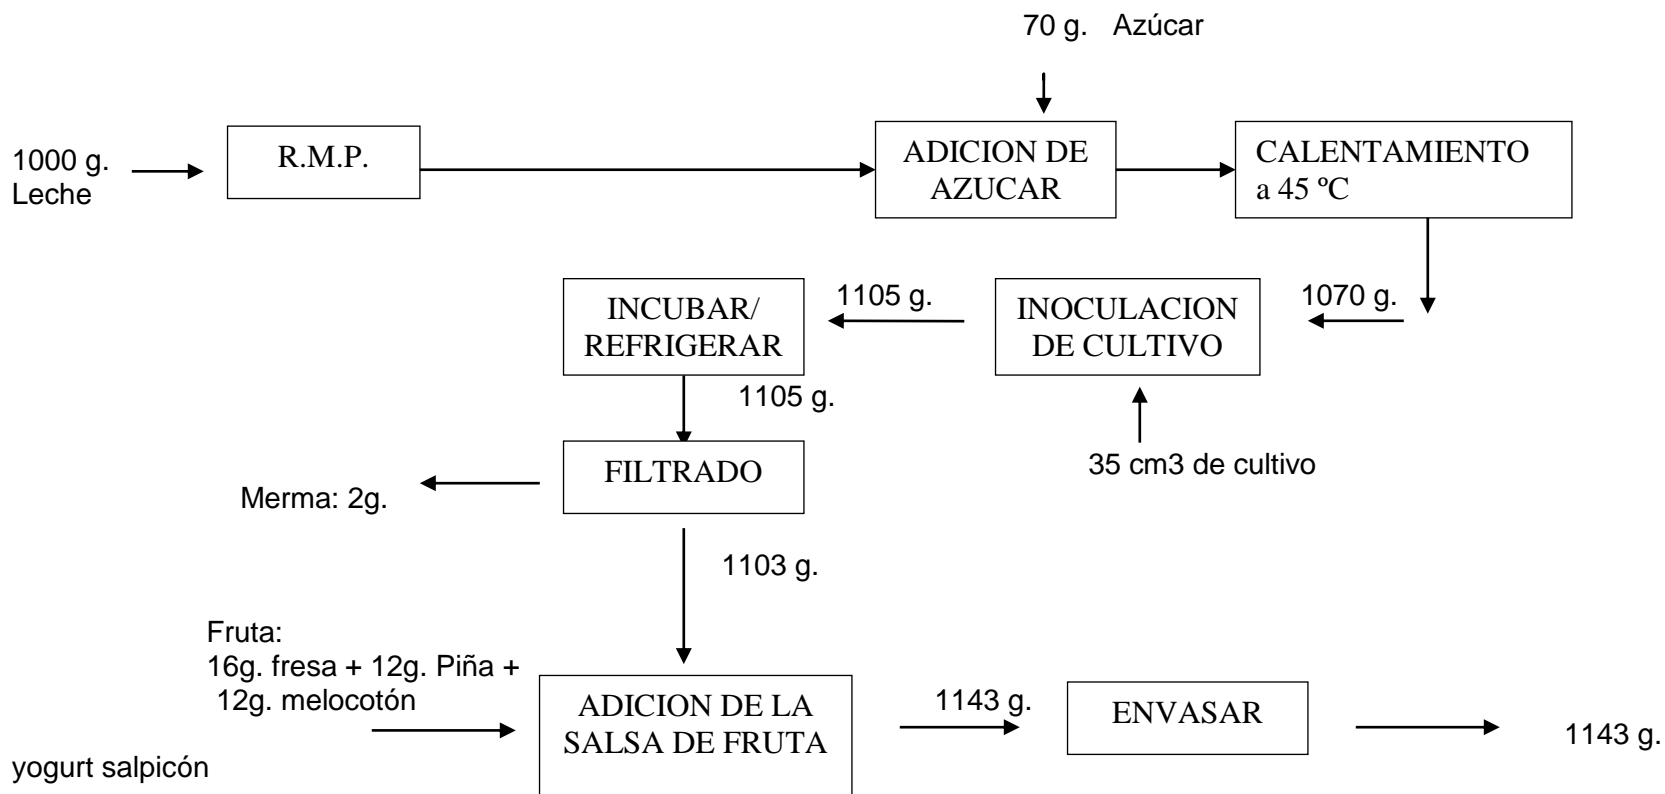 70 g. Azúcar
1000 g.
Leche
R.M.P.
ADICION DE
AZUCAR
CALENTAMIENTO
a 45 ºC
1070 g.
INOCULACION
DE CULTIVO
35 cm3 de cultivo
1105 g.
INCUBAR/
REFRIGERAR
1105 g.
FILTRADO
Merma: 2g.
1103 g.
Fruta:
16g. fresa + 12g. Piña +
12g. melocotón
ADICION DE LA
SALSA DE FRUTA
1143 g.
ENVASAR
1143 g.
yogurt salpicón